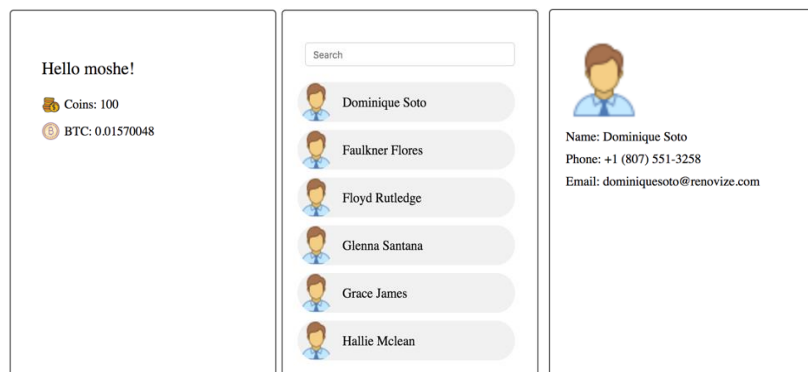 Hello moshe!
Coins: 100
BTC: 0.01570048
Search
Dominique Soto
Faulkner Flores
Floyd Rutledge
Glenna Santana
Grace James
Hallie Mclean
Name: Dominique Soto
Phone: +1 (807) 551-3258
Email: dominiquesoto@renovize.com